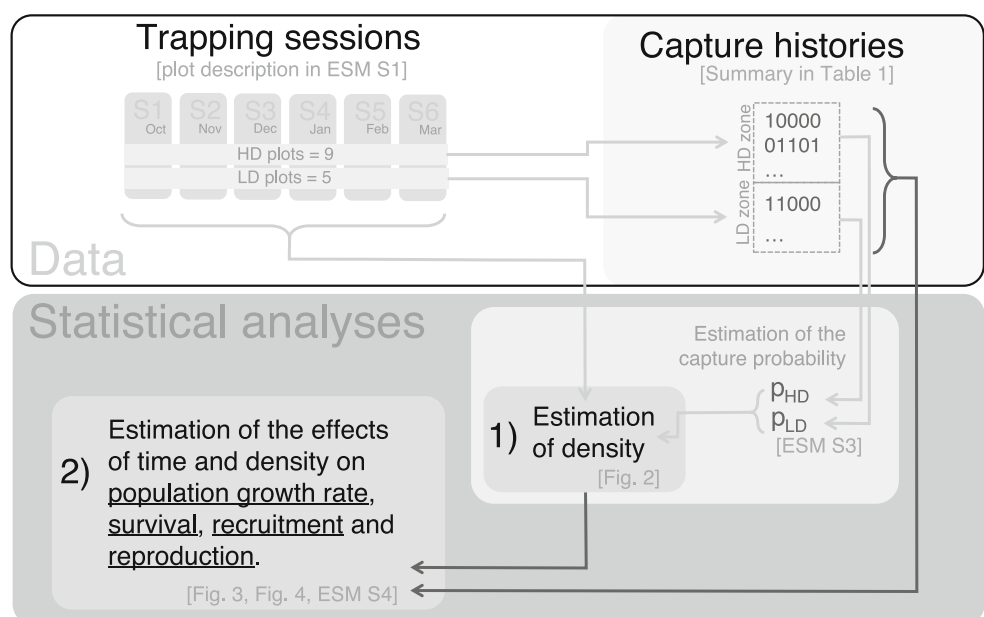 Trapping sessions
[plot description in ESM S1]
S1 S2 S3 S4 S5 S6
Oct Nov Dec Jan Feb Mar
HD plots = 9
LD plots = 5
Data
Capture histories
[Summary in Table 1]
HD zone
10000
01101
...
LD zone
11000
...
Statistical analyses
Estimation of the
capture probability
pHD
pLD
[ESM S3]
1) Estimation
of density
[Fig. 2]
2) Estimation of the effects
of time and density on
population growth rate,
survival, recruitment and
reproduction.
[Fig. 3, Fig. 4, ESM S4]